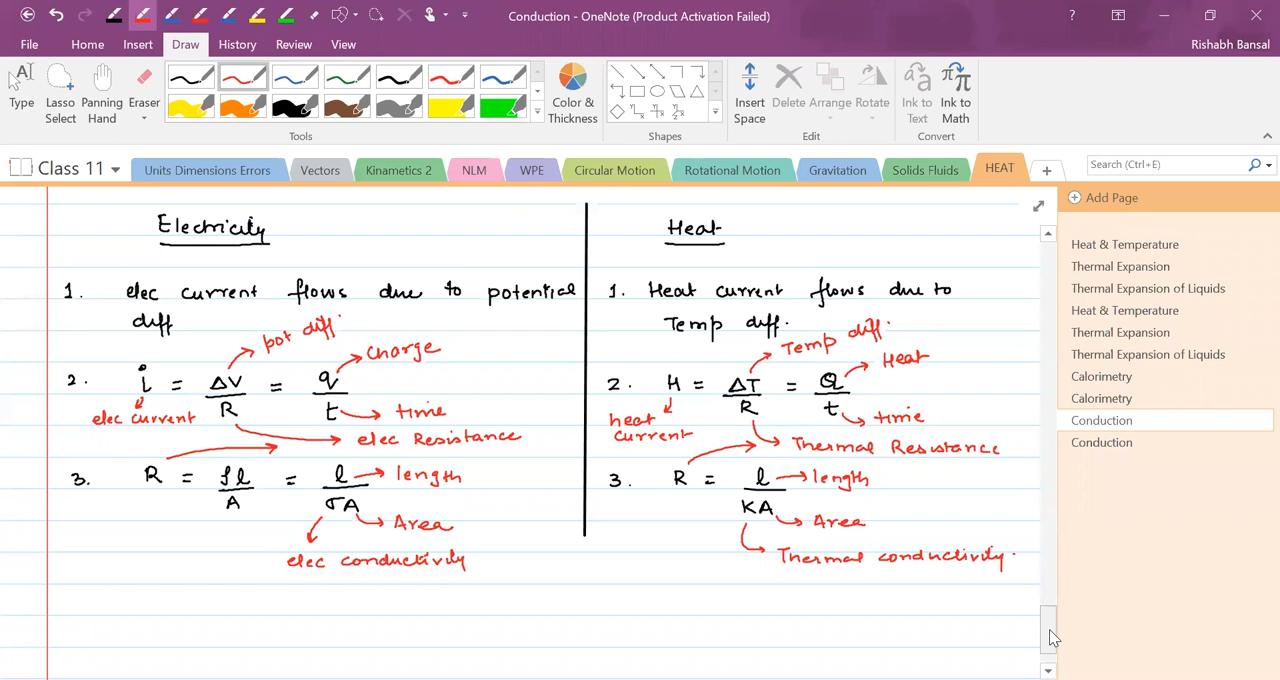 Conduction - OneNote (Product Activation Failed)
File Home Insert Draw History Review View
Rishabh Bansal
Type
Lasso Select
Panning Hand
Eraser
Color & Thickness
Insert Space
Delete
Arrange
Rotate
Ink to Text
Ink to Math
Tools
Shapes
Edit
Convert
Class 11
Units Dimensions Errors
Vectors
Kinametics 2
NLM
WPE
Circular Motion
Rotational Motion
Gravitation
Solids Fluids
HEAT
Search (Ctrl+E)
Add Page
Heat & Temperature
Thermal Expansion
Thermal Expansion of Liquids
Heat & Temperature
Thermal Expansion
Thermal Expansion of Liquids
Calorimetry
Calorimetry
Conduction
Conduction
Electricity
1. elec current flows due to potential
diff
pot diff.
Charge
2. i = ΔV/R = q/t
elec current
time
elec Resistance
3. R = ρl/A = l/σA
length
Area
elec conductivity
Heat
1. Heat current flows due to
Temp diff.
Temp diff.
Heat
2. H = ΔT/R = Q/t
heat current
time
Thermal Resistance
3. R = l/KA
length
Area
Thermal conductivity.